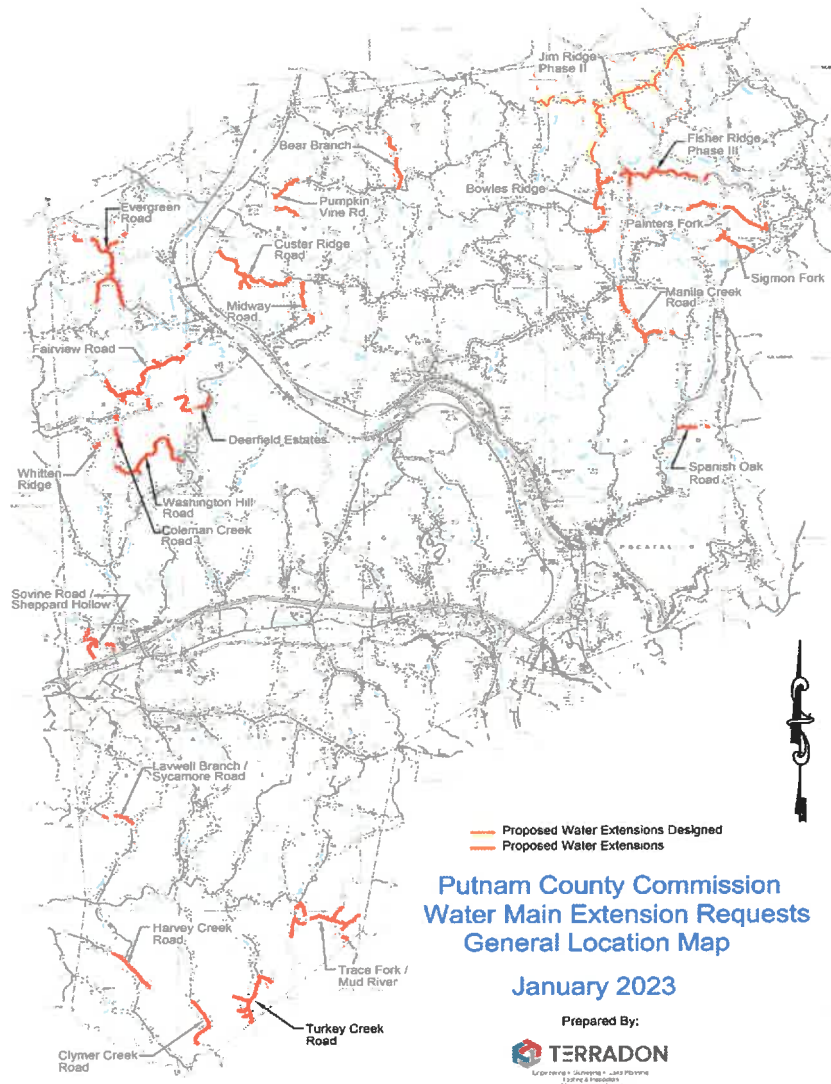 Jim Ridge
Phase II
Bear Branch
Fisher Ridge
Phase III
Evergreen
Road
Pumpkin
Vine Rd.
Bowles Ridge
Custer Ridge
Road
Painters Fork
Sigmon Fork
Midway
Road
Manila Creek
Road
Fairview Road
Deerfield Estates
Whitten
Ridge
Spanish Oak
Road
Washington Hill
Road
Coleman Creek
Road
POCATALICO
Sovine Road /
Sheppard Hollow
Lavwell Branch /
Sycamore Road
Proposed Water Extensions Designed
Proposed Water Extensions
Putnam County Commission
Water Main Extension Requests
General Location Map
January 2023
Prepared By:
TERRADON
Harvey Creek
Road
Trace Fork /
Mud River
Turkey Creek
Road
Clymer Creek
Road